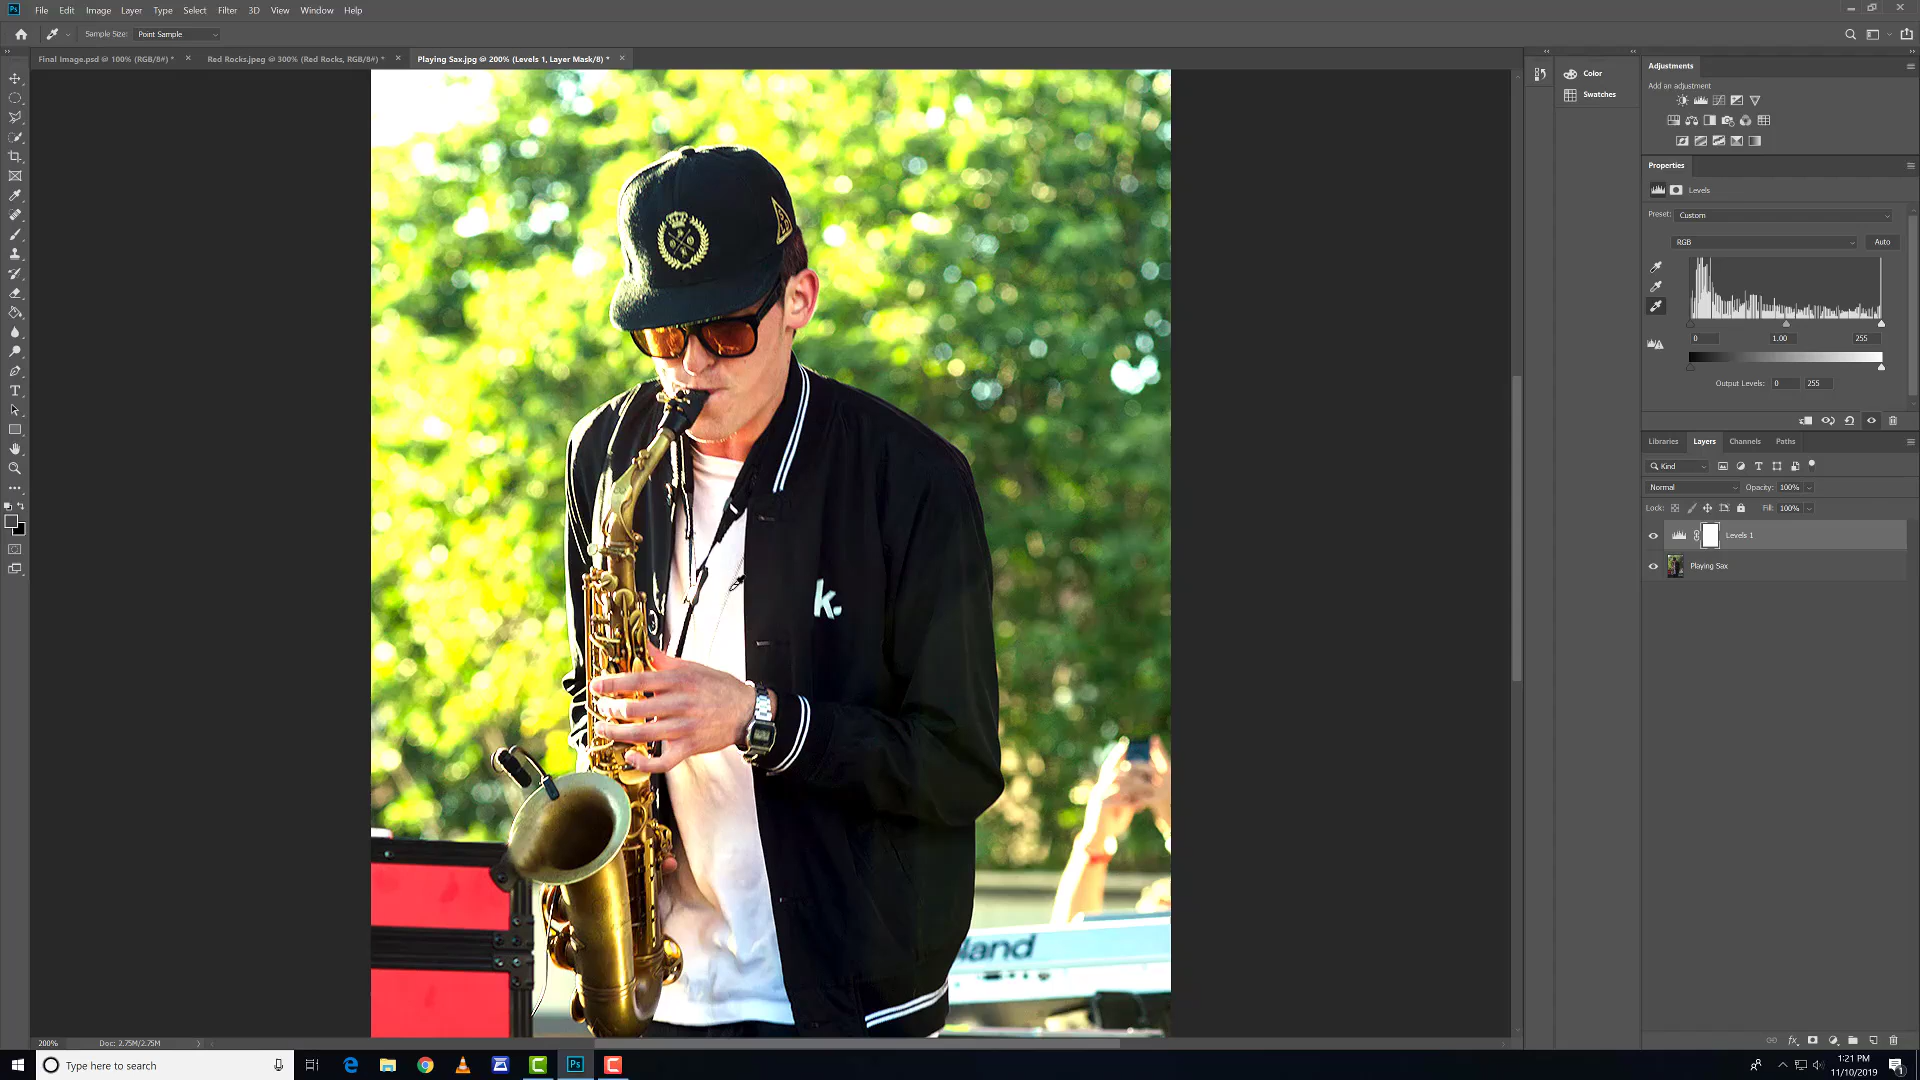 Ps File Edit Image Layer Type Select Filter 3D View Window Help
Sample Size: Point Sample
Final Image.psd @ 100% (RGB/8#) *
Red Rocks.jpeg @ 300% (Red Rocks, RGB/8#) *
Playing Sax.jpg @ 200% (Levels 1, Layer Mask/8) *
k.
land
200%
Doc: 2.75M/2.75M
Color
Swatches
Adjustments
Add an adjustment
Properties
Levels
Preset: Custom
RGB
Auto
0 1.00 255
Output Levels: 0 255
Libraries Layers Channels Paths
Kind
Normal Opacity: 100%
Lock: Fill: 100%
Levels 1
Playing Sax
Type here to search
Ps
1:21 PM
11/10/2019
1